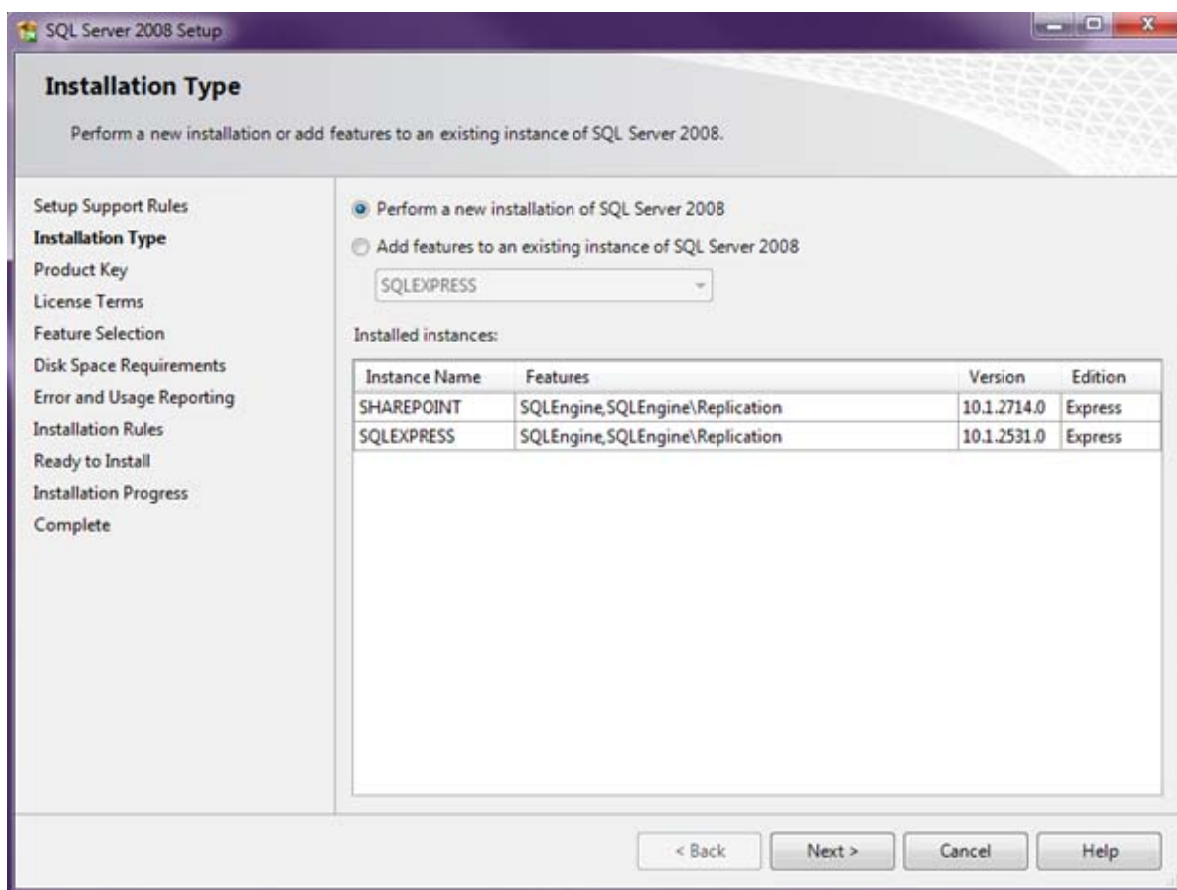 SQL Server 2008 Setup
Installation Type
Perform a new installation or add features to an existing instance of SQL Server 2008.
Setup Support Rules
Installation Type
Product Key
License Terms
Feature Selection
Disk Space Requirements
Error and Usage Reporting
Installation Rules
Ready to Install
Installation Progress
Complete
Perform a new installation of SQL Server 2008
Add features to an existing instance of SQL Server 2008
SQLEXPRESS
Installed instances:
Instance Name Features Version Edition
SHAREPOINT SQLEngine,SQLEngine\Replication 10.1.2714.0 Express
SQLEXPRESS SQLEngine,SQLEngine\Replication 10.1.2531.0 Express
< Back Next > Cancel Help